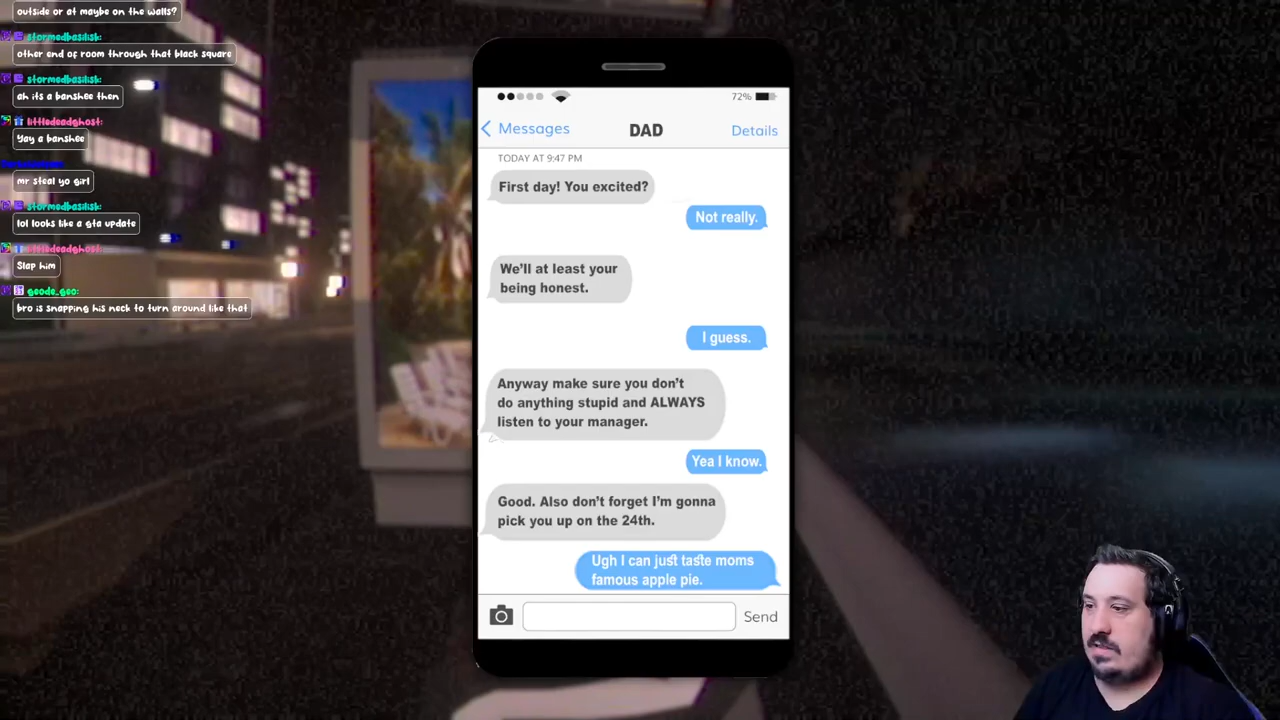 outside or at maybe on the walls?
stormedbasilisk:
other end of room through that black square
stormedbasilisk:
ah its a banshee then
littledeadghost:
Yay a banshee
mr steal yo girl
stormedbasilisk:
lol looks like a gta update
littledeadghost:
Slap him
geode_geo:
bro is snapping his neck to turn around like that
72%
Messages
DAD
Details
TODAY AT 9:47 PM
First day! You excited?
Not really.
We'll at least your
being honest.
I guess.
Anyway make sure you don't
do anything stupid and ALWAYS
listen to your manager.
Yea I know.
Good. Also don't forget I'm gonna
pick you up on the 24th.
Ugh I can just taste moms
famous apple pie.
Send